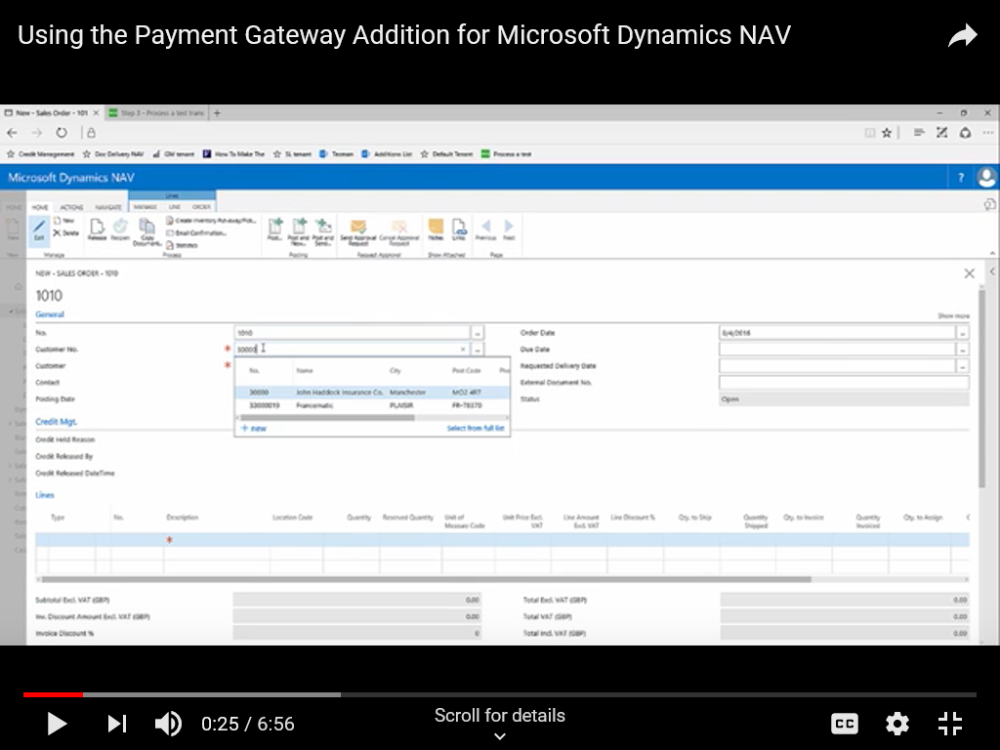 Using the Payment Gateway Addition for Microsoft Dynamics NAV
New - Sales Order - 101
Step 3 - Process a test trans
Credit Management Doc Delivery NAV GM tenant How To Make The SL tenant Tecman Additions List Default Tenant Process a test
Microsoft Dynamics NAV
?
Lines
HOME HOME ACTIONS NAVIGATE MANAGE LINE ORDER
New Edit New Delete Release Reopen Copy Document... Create Inventory Put-away/Pick... Email Confirmation... Statistics Post... Post and New... Post and Send... Send Approval Request Cancel Approval Request Notes Links Previous Next
New Manage Process Posting Request Approval Show Attached Page
NEW - SALES ORDER - 1010
1010
General
Show more
No. 1010 Order Date 8/4/2016
Customer No. 30000 Due Date
Customer Requested Delivery Date
Contact External Document No.
Posting Date Status Open
No. Name City Post Code
30000 John Haddock Insurance Co. Manchester MO2 4RT
33000019 Francematic PLAISIR FR-78370
+ new Select from full list
Credit Mgt.
Credit Held Reason
Credit Released By
Credit Released DateTime
Lines
Type No. Description Location Code Quantity Reserved Quantity Unit of Measure Code Unit Price Excl. VAT Line Amount Excl. VAT Line Discount % Qty. to Ship Quantity Shipped Qty. to Invoice Quantity Invoiced Qty. to Assign
Subtotal Excl. VAT (GBP) 0.00 Total Excl. VAT (GBP) 0.00
Inv. Discount Amount Excl. VAT (GBP) 0.00 Total VAT (GBP) 0.00
Invoice Discount % 0 Total Incl. VAT (GBP) 0.00
0:25 / 6:56
Scroll for details
CC